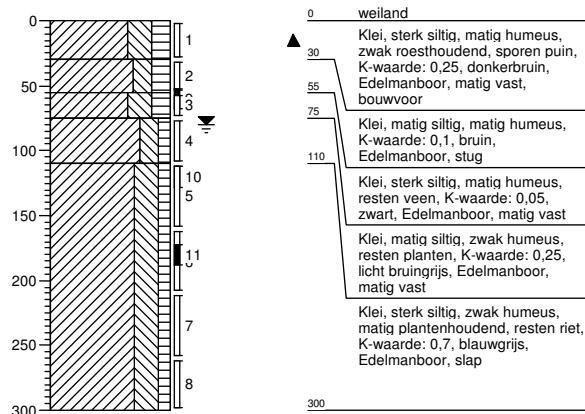 0
50
100
150
200
250
300
1
2
3
4
10
5
11
7
8
0 weiland
Klei, sterk siltig, matig humeus,
zwak roesthoudend, sporen puin,
K-waarde: 0,25, donkerbruin,
Edelmanboor, matig vast,
bouwvoor
30
Klei, matig siltig, matig humeus,
K-waarde: 0,1, bruin,
Edelmanboor, stug
55
Klei, sterk siltig, matig humeus,
resten veen, K-waarde: 0,05,
zwart, Edelmanboor, matig vast
75
Klei, matig siltig, zwak humeus,
resten planten, K-waarde: 0,25,
licht bruingrijs, Edelmanboor,
matig vast
110
Klei, sterk siltig, zwak humeus,
matig plantenhoudend, resten riet,
K-waarde: 0,7, blauwgrijs,
Edelmanboor, slap
300